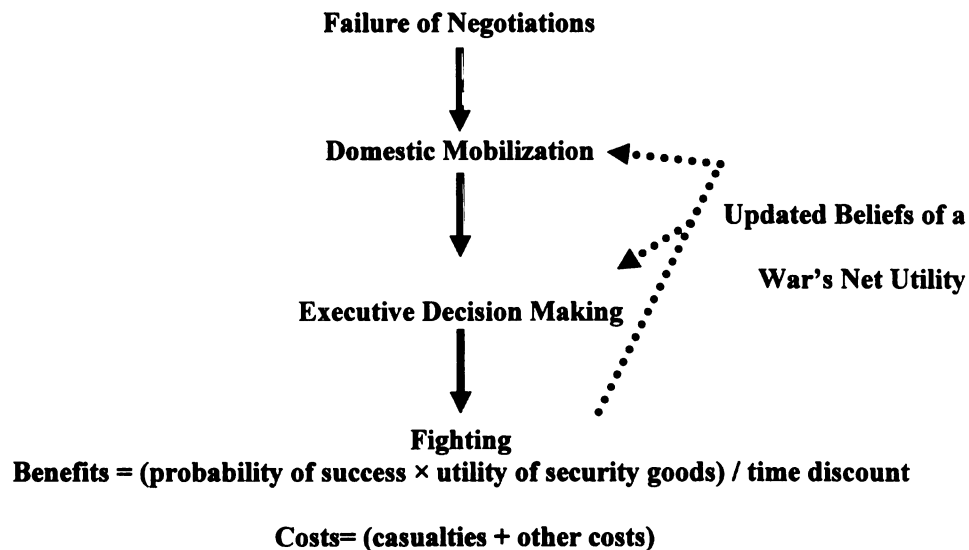 Failure of Negotiations
Domestic Mobilization
Updated Beliefs of a
War's Net Utility
Executive Decision Making
Fighting
Benefits = (probability of success × utility of security goods) / time discount
Costs= (casualties + other costs)